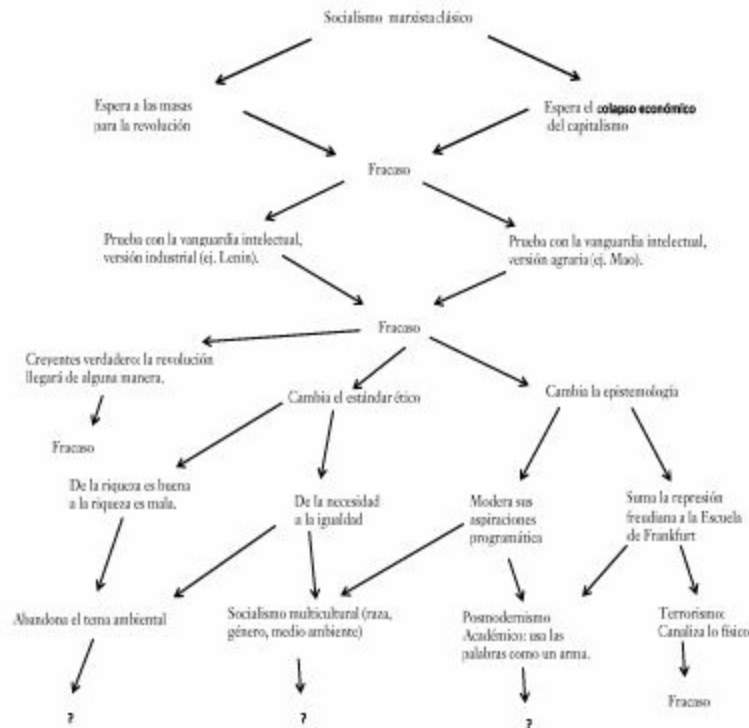 Socialismo marxista clásico
Espera a las masas
para la revolución
Espera el colapso económico
del capitalismo
Fracaso
Prueba con la vanguardia intelectual,
versión industrial (ej. Lenin).
Prueba con la vanguardia intelectual,
versión agraria (ej. Mao).
Fracaso
Creyentes verdadero: la revolución
llegará de alguna manera.
Cambia el estándar ético
Cambia la epistemología
Fracaso
De la riqueza es buena
a la riqueza es mala.
De la necesidad
a la igualdad
Modera sus
aspiraciones
programática
Suma la represión
freudiana a la Escuela
de Frankfurt
Abandona el tema ambiental
Socialismo multicultural (raza,
género, medio ambiente)
Posmodernismo
Académico: usa las
palabras como un arma.
Terrorismo:
Canaliza lo físico
Fracaso
?
?
?